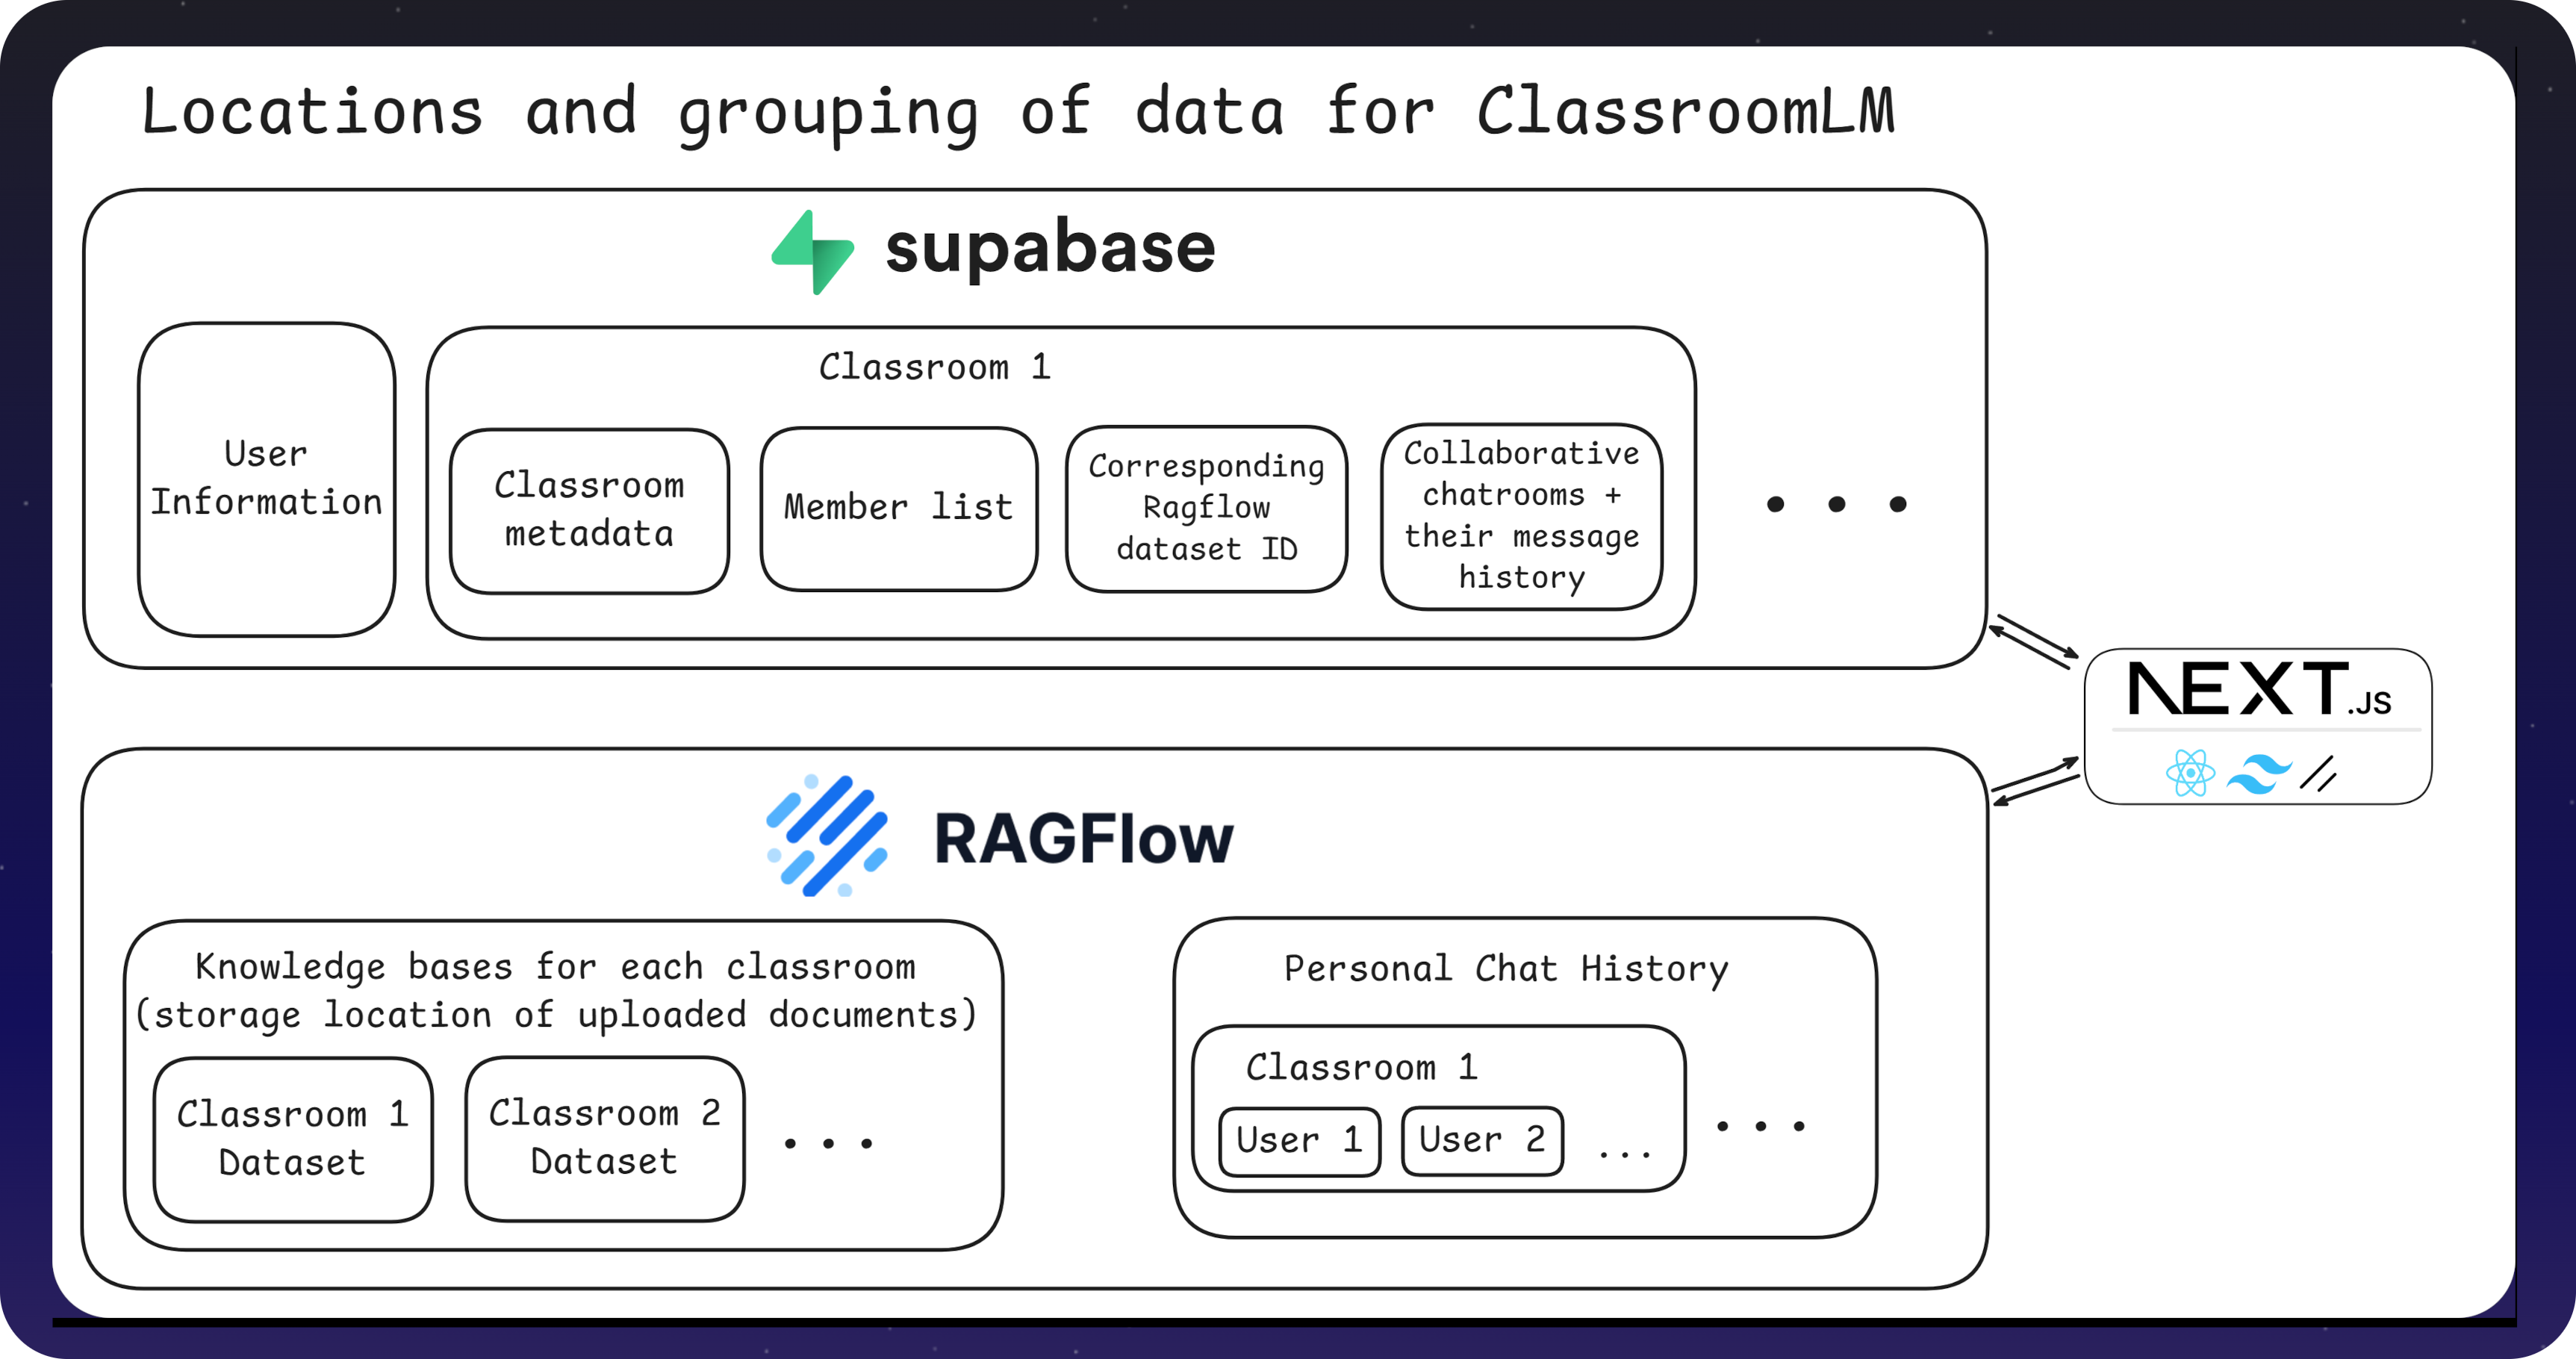 Locations and grouping of data for ClassroomLM
supabase
User
Information
Classroom 1
Classroom
metadata
Member list
Corresponding
Ragflow
dataset ID
Collaborative
chatrooms +
their message
history
. . .
NEXT.JS
RAGFlow
Knowledge bases for each classroom
(storage location of uploaded documents)
Classroom 1
Dataset
Classroom 2
Dataset
. . .
Personal Chat History
Classroom 1
User 1
User 2
...
. . .